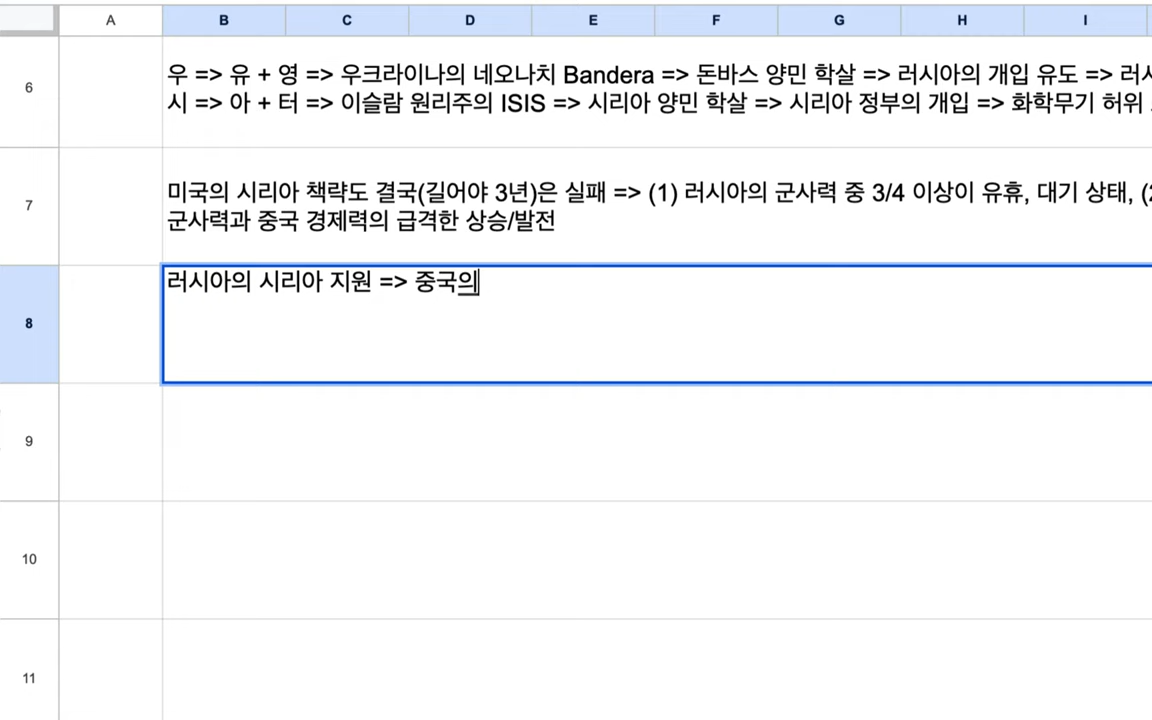 A B C D E F G H I
6
우 => 유 + 영 => 우크라이나의 네오나치 Bandera => 돈바스 양민 학살 => 러시아의 개입 유도 => 러시
시 => 아 + 터 => 이슬람 원리주의 ISIS => 시리아 양민 학살 => 시리아 정부의 개입 => 화학무기 허위
7
미국의 시리아 책략도 결국(길어야 3년)은 실패 => (1) 러시아의 군사력 중 3/4 이상이 유휴, 대기 상태, (2
군사력과 중국 경제력의 급격한 상승/발전
8
러시아의 시리아 지원 => 중국의
9
10
11